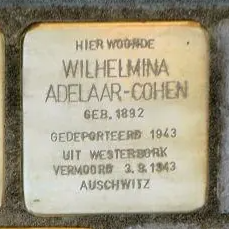 HIER WOONDE
WILHELMINA
ADELAAR-COHEN
GEB. 1892
GEDEPORTEERD 1943
UIT WESTERBORK
VERMOORD 3.9.1943
AUSCHWITZ